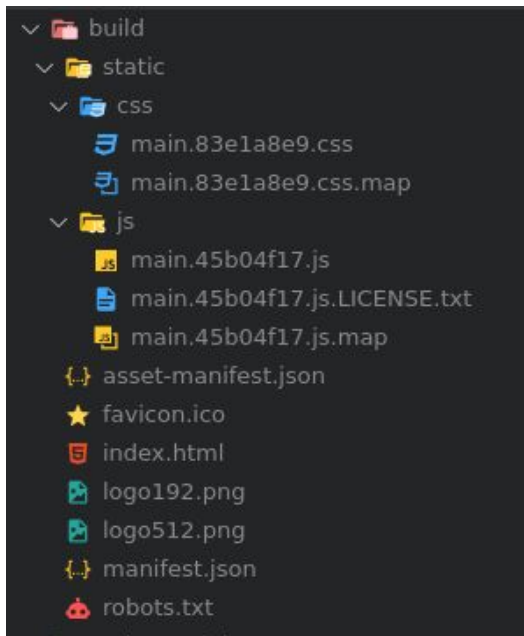 build
static
css
main.83e1a8e9.css
main.83e1a8e9.css.map
js
main.45b04f17.js
main.45b04f17.js.LICENSE.txt
main.45b04f17.js.map
asset-manifest.json
favicon.ico
index.html
logo192.png
logo512.png
manifest.json
robots.txt